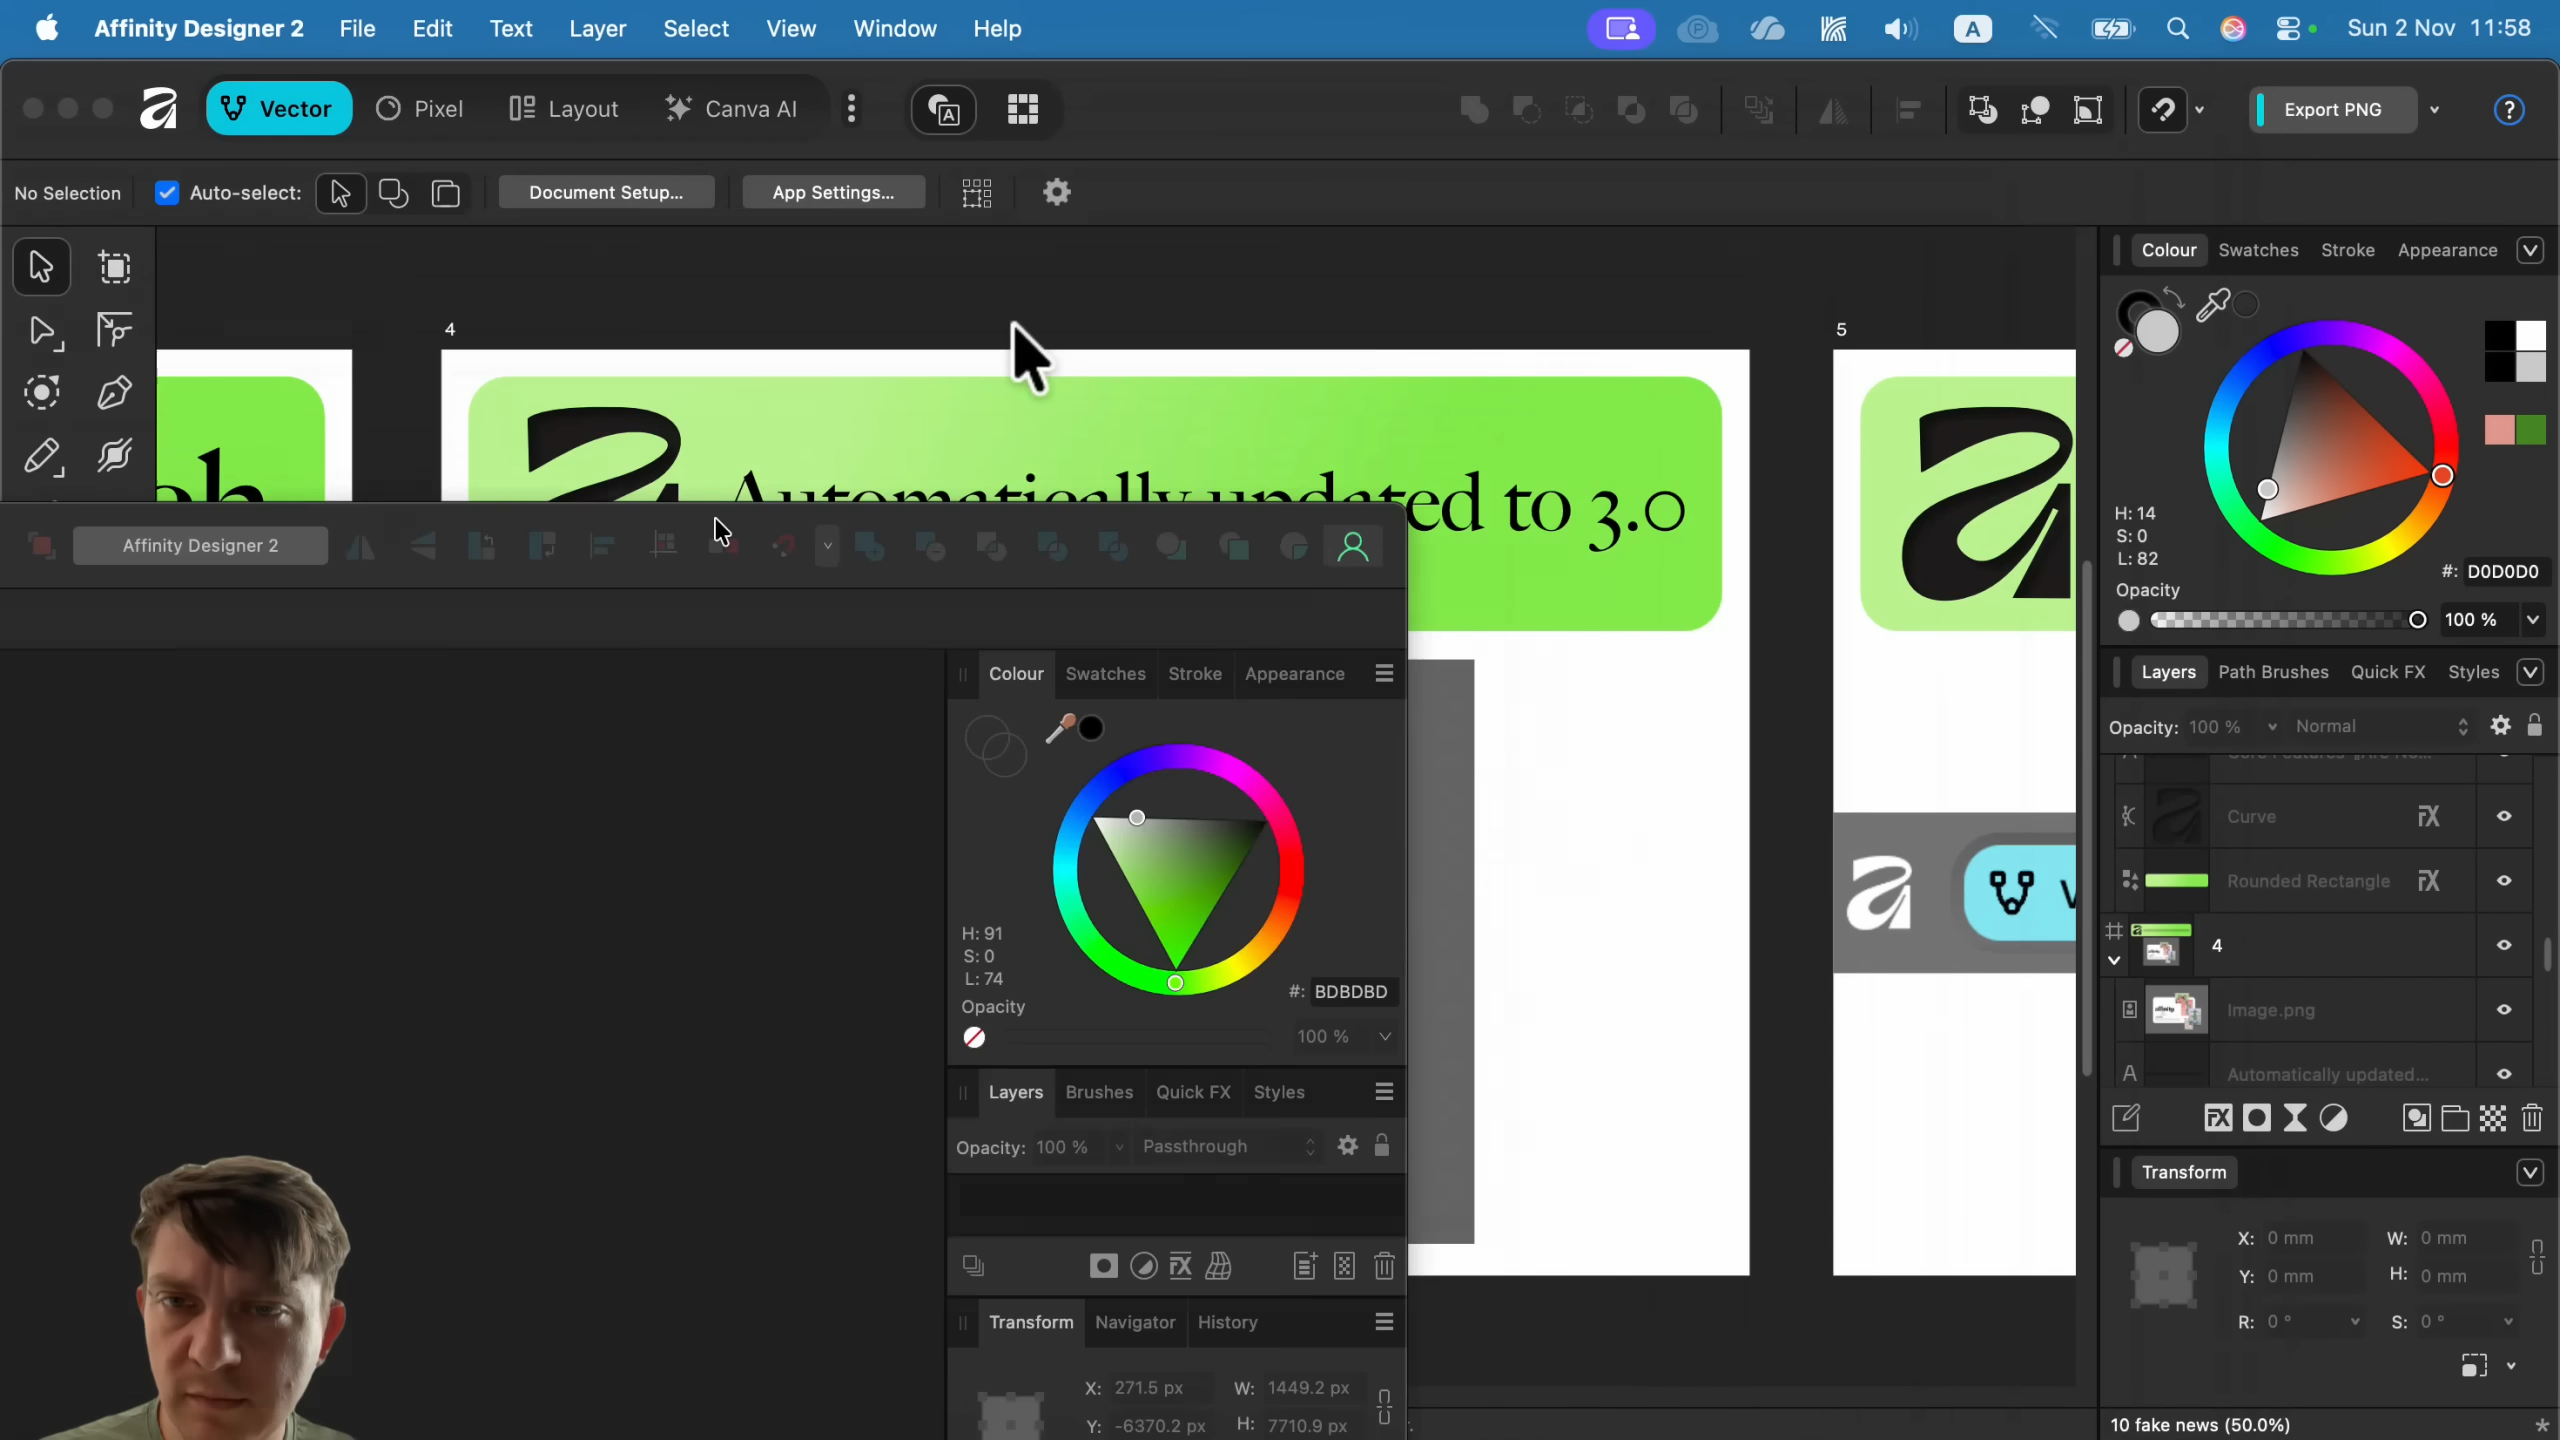 Affinity Designer 2 File Edit Text Layer Select View Window Help A Sun 2 Nov 11:58
Vector Pixel Layout Canva AI A Export PNG ?
No Selection Auto-select: Document Setup... App Settings...
Colour Swatches Stroke Appearance
4
5
Automatically updated to 3.0
H: 14
S: 0
L: 82
#: D0D0D0
Opacity
100 %
Affinity Designer 2
Colour Swatches Stroke Appearance
H: 91
S: 0
L: 74
#: BDBDBD
Opacity
100 %
Layers Brushes Quick FX Styles
Opacity: 100 % Passthrough
FX
Transform Navigator History
X: 271.5 px W: 1449.2 px
Y: -6370.2 px H: 7710.9 px
Layers Path Brushes Quick FX Styles
Opacity: 100 % Normal
Curve FX
Rounded Rectangle FX
4
Image.png
A Automatically updated...
FX
Transform
X: 0 mm W: 0 mm
Y: 0 mm H: 0 mm
R: 0 ° S: 0 °
10 fake news (50.0%) *